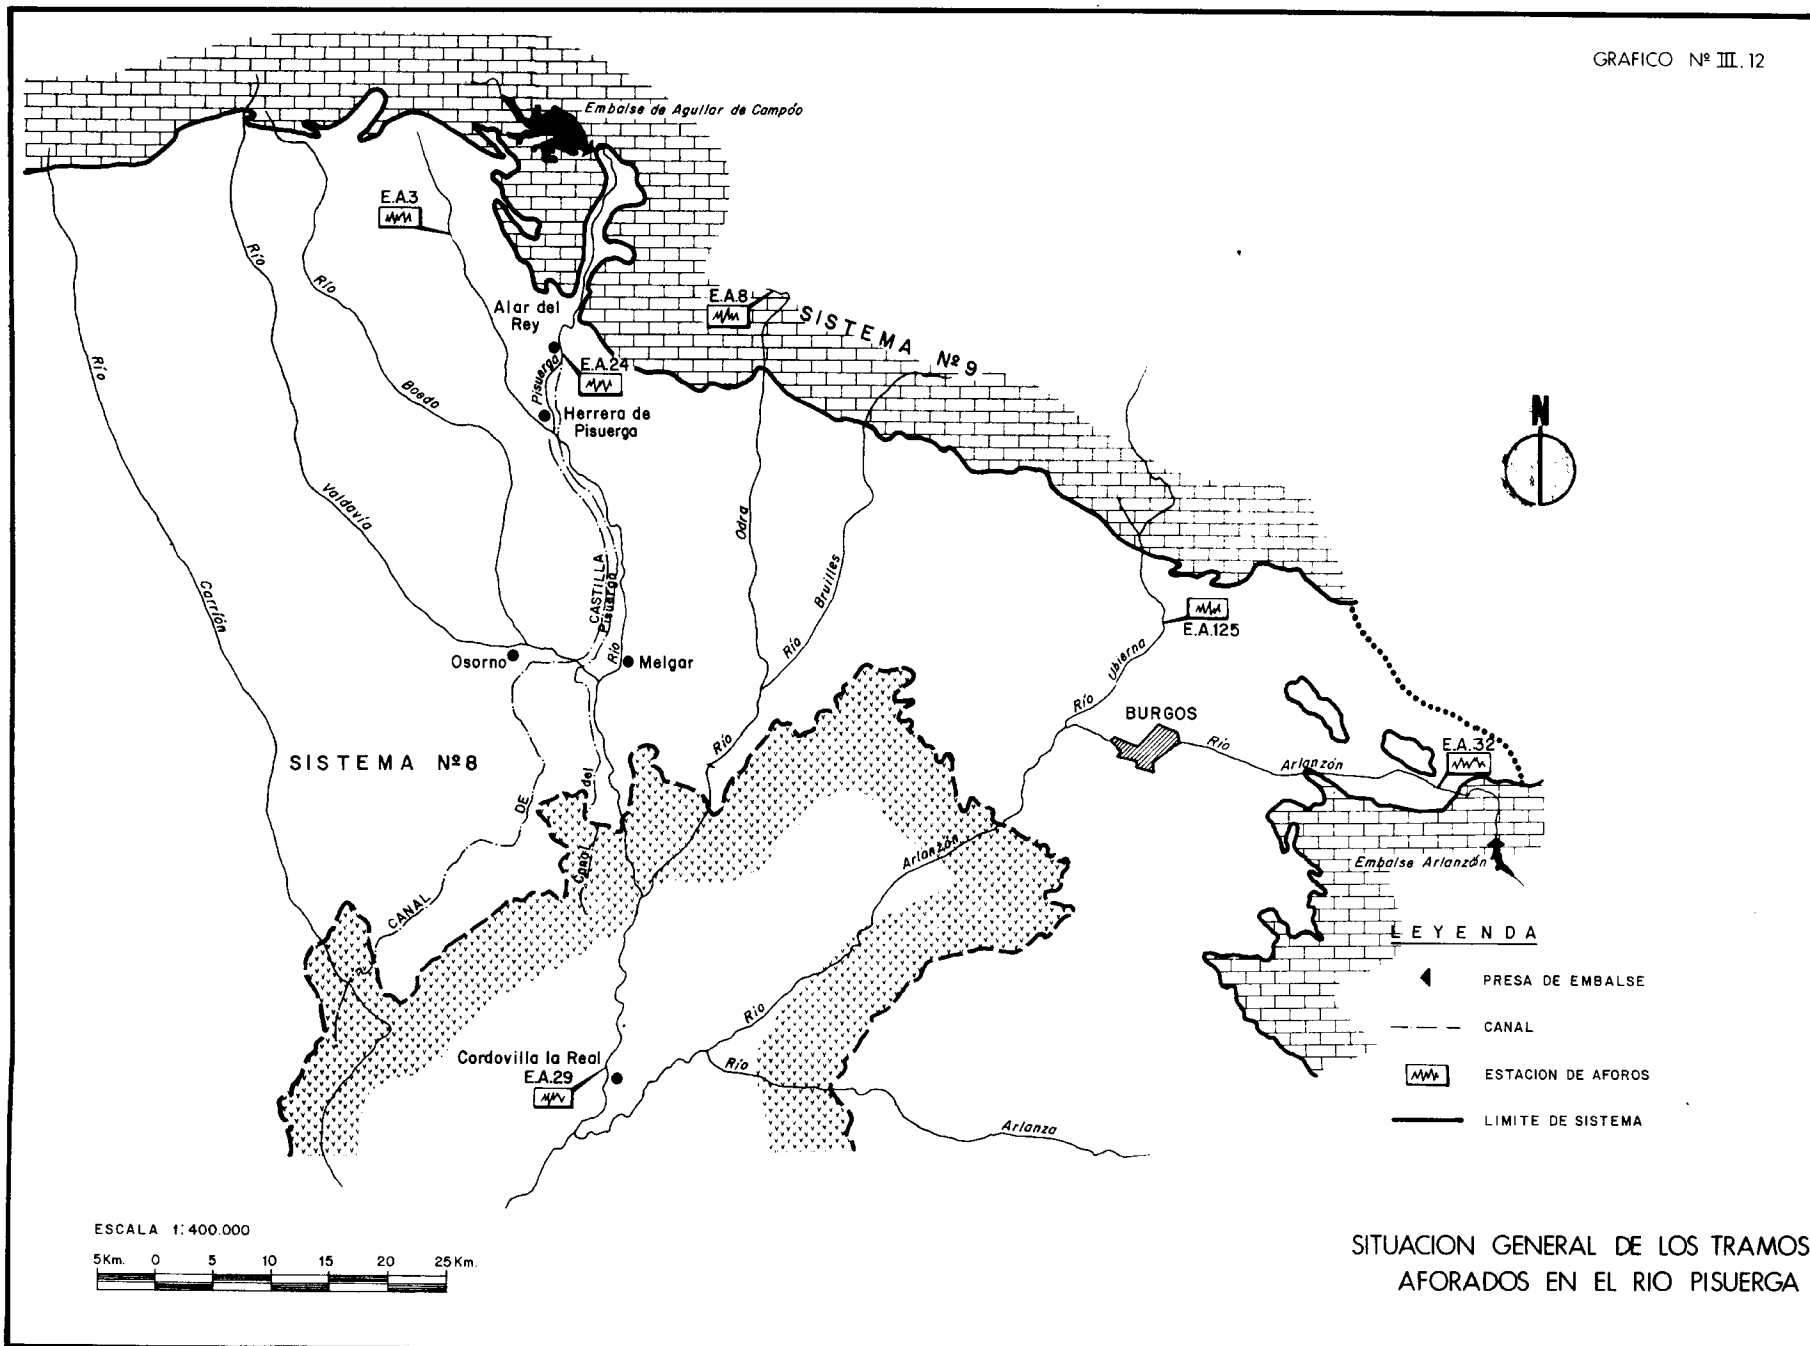 GRAFICO Nº III.12
Embalse de Aguilar de Campóo
E.A.3
Río
Río
Alar del
Rey
E.A.8
SISTEMA Nº 9
Río
Pisuerga
E.A.24
Boedo
Herrera de
Pisuerga
N
Valdavia
Odra
CASTILLA
Pisuerga
Bruilles
Carrión
E.A.125
Osorno
Río
Melgar
Río
Ubierna
Río
BURGOS
Río
Río
SISTEMA Nº8
E.A.32
Arlanzón
del
DE
Arlanzón
Canal
Embalse Arlanzón
CANAL
LEYENDA
PRESA DE EMBALSE
Río
CANAL
Cordovilla la Real
E.A.29
Río
ESTACION DE AFOROS
Arlanza
LIMITE DE SISTEMA
ESCALA 1:400.000
5Km. 0 5 10 15 20 25Km.
SITUACION GENERAL DE LOS TRAMOS
AFORADOS EN EL RIO PISUERGA